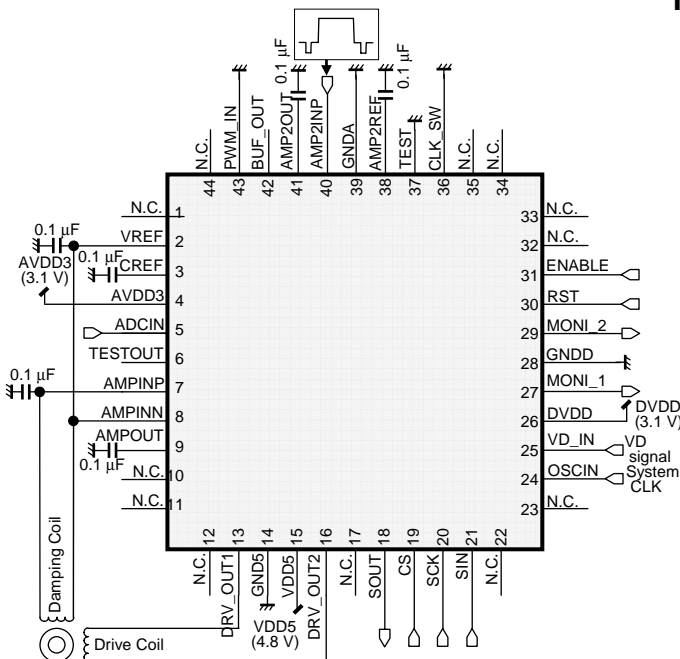 0.1 µF
0.1 µF
N.C.
PWM_IN
BUF_OUT
AMP2OUT
AMP2INP
GNDA
AMP2REF
TEST
CLK_SW
N.C.
N.C.
44
43
42
41
40
39
38
37
36
35
34
N.C. 1
0.1 µF
VREF 2
AVDD3
(3.1 V)
0.1 µF
CREF 3
AVDD3 4
ADCIN 5
TESTOUT 6
0.1 µF
AMPINP 7
AMPINN 8
AMPOUT 9
0.1 µF
N.C. 10
N.C. 11
33 N.C.
32 N.C.
31 ENABLE
30 RST
29 MONI_2
28 GNDD
27 MONI_1
26 DVDD
DVDD
(3.1 V)
25 VD_IN
VD
signal
24 OSCIN
System
CLK
23 N.C.
12
13
14
15
16
17
18
19
20
21
22
N.C.
DRV_OUT1
GND5
VDD5
DRV_OUT2
N.C.
SOUT
CS
SCK
SIN
N.C.
VDD5
(4.8 V)
Damping Coil
Drive Coil